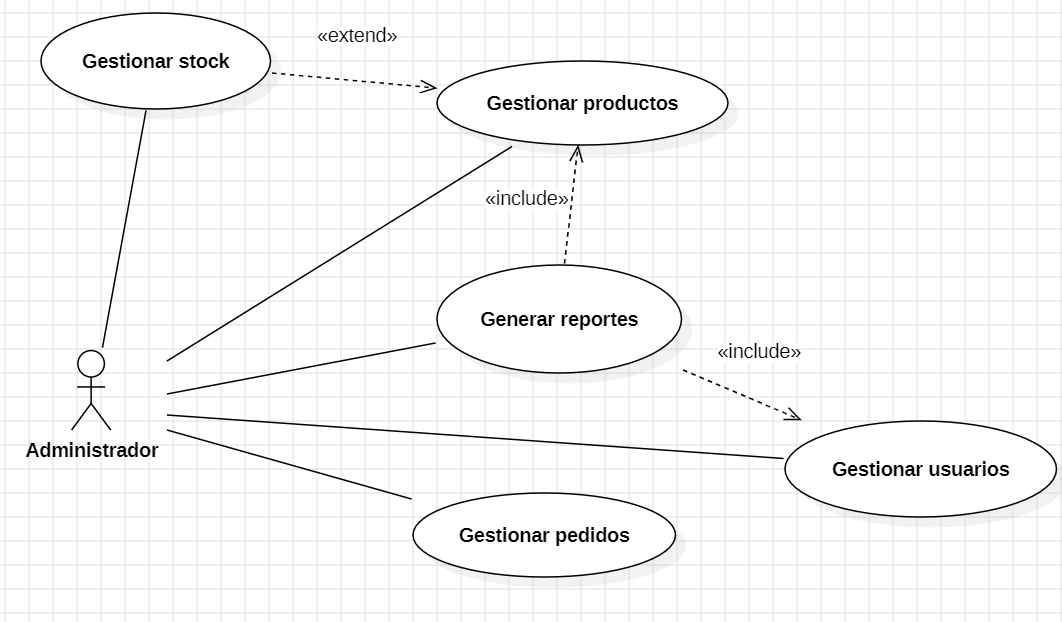 «extend»
Gestionar stock
Gestionar productos
«include»
Generar reportes
«include»
Administrador
Gestionar usuarios
Gestionar pedidos